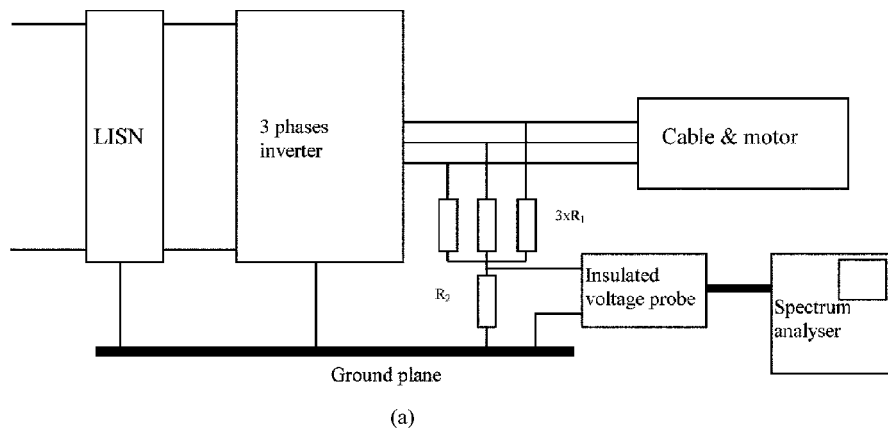 LISN
3 phases
inverter
Cable & motor
3xR₁
R₂
Insulated
voltage probe
Spectrum
analyser
Ground plane
(a)